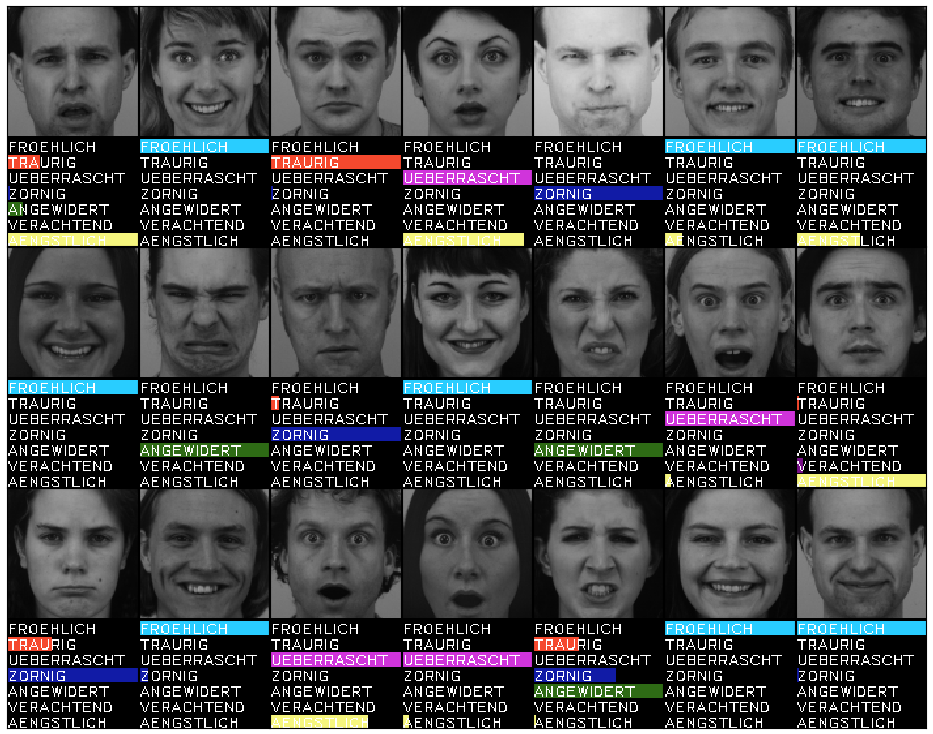 FROEHLICH FROEHLICH FROEHLICH FROEHLICH FROEHLICH FROEHLICH FROEHLICH
TRAURIG TRAURIG TRAURIG TRAURIG TRAURIG TRAURIG TRAURIG
UEBERRASCHT UEBERRASCHT UEBERRASCHT UEBERRASCHT UEBERRASCHT UEBERRASCHT UEBERRASCHT
ZORNIG ZORNIG ZORNIG ZORNIG ZORNIG ZORNIG ZORNIG
ANGEWIDERT ANGEWIDERT ANGEWIDERT ANGEWIDERT ANGEWIDERT ANGEWIDERT ANGEWIDERT
VERACHTEND VERACHTEND VERACHTEND VERACHTEND VERACHTEND VERACHTEND VERACHTEND
AENGSTLICH AENGSTLICH AENGSTLICH AENGSTLICH AENGSTLICH AENGSTLICH AENGSTLICH
FROEHLICH FROEHLICH FROEHLICH FROEHLICH FROEHLICH FROEHLICH FROEHLICH
TRAURIG TRAURIG TRAURIG TRAURIG TRAURIG TRAURIG TRAURIG
UEBERRASCHT UEBERRASCHT UEBERRASCHT UEBERRASCHT UEBERRASCHT UEBERRASCHT UEBERRASCHT
ZORNIG ZORNIG ZORNIG ZORNIG ZORNIG ZORNIG ZORNIG
ANGEWIDERT ANGEWIDERT ANGEWIDERT ANGEWIDERT ANGEWIDERT ANGEWIDERT ANGEWIDERT
VERACHTEND VERACHTEND VERACHTEND VERACHTEND VERACHTEND VERACHTEND VERACHTEND
AENGSTLICH AENGSTLICH AENGSTLICH AENGSTLICH AENGSTLICH AENGSTLICH AENGSTLICH
FROEHLICH FROEHLICH FROEHLICH FROEHLICH FROEHLICH FROEHLICH FROEHLICH
TRAURIG TRAURIG TRAURIG TRAURIG TRAURIG TRAURIG TRAURIG
UEBERRASCHT UEBERRASCHT UEBERRASCHT UEBERRASCHT UEBERRASCHT UEBERRASCHT UEBERRASCHT
ZORNIG ZORNIG ZORNIG ZORNIG ZORNIG ZORNIG ZORNIG
ANGEWIDERT ANGEWIDERT ANGEWIDERT ANGEWIDERT ANGEWIDERT ANGEWIDERT ANGEWIDERT
VERACHTEND VERACHTEND VERACHTEND VERACHTEND VERACHTEND VERACHTEND VERACHTEND
AENGSTLICH AENGSTLICH AENGSTLICH AENGSTLICH AENGSTLICH AENGSTLICH AENGSTLICH